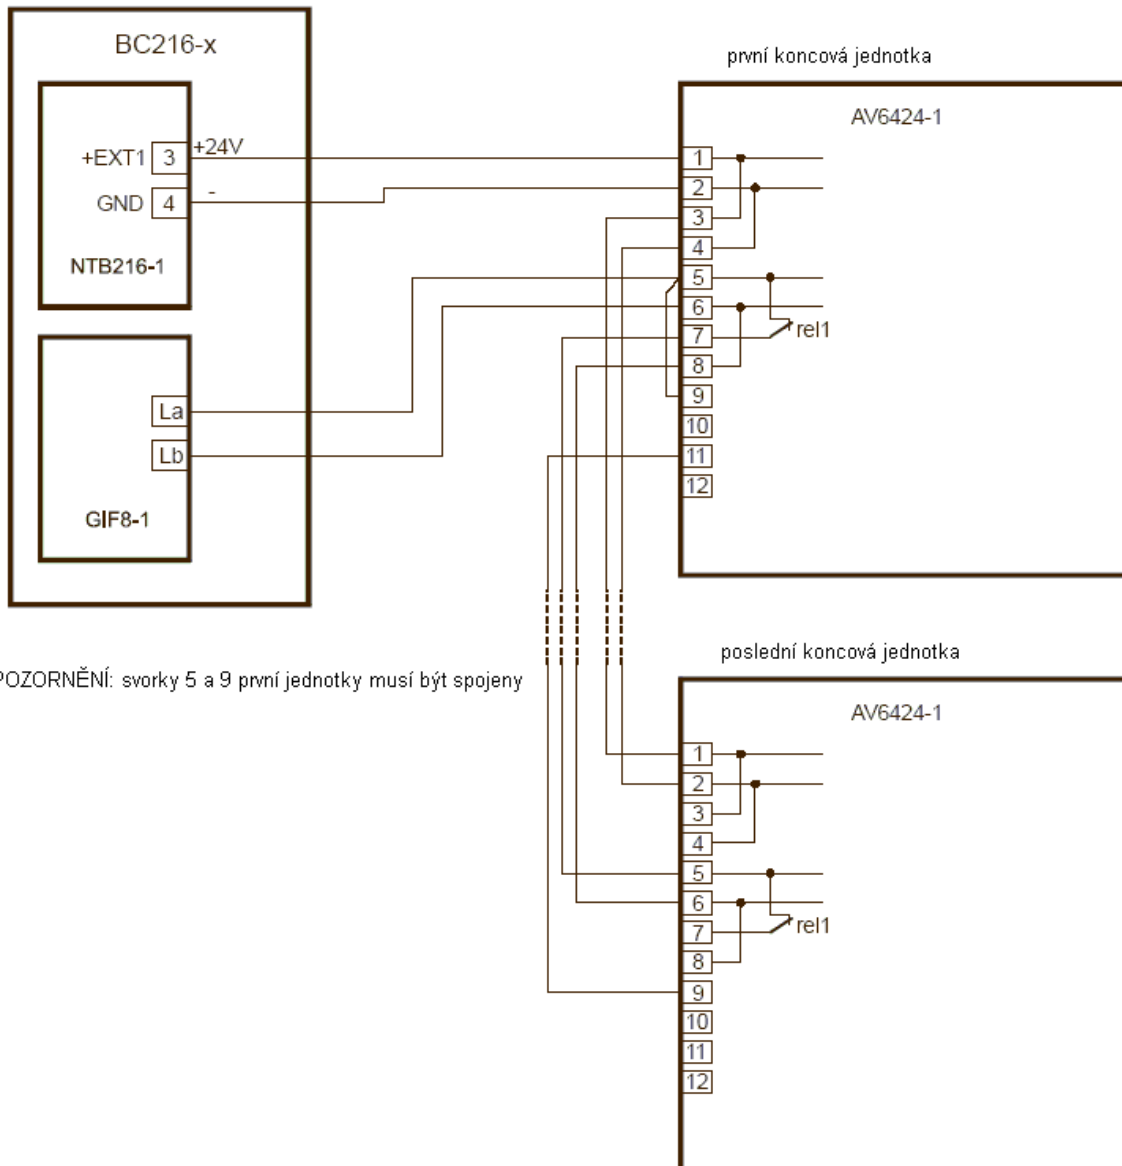 BC216-x
+EXT1 3 +24V
GND 4 -
NTB216-1
La
Lb
GIF8-1
první koncová jednotka
AV6424-1
1
2
3
4
5
6
7 rel1
8
9
10
11
12
POZORNĚNÍ: svorky 5 a 9 první jednotky musí být spojeny
poslední koncová jednotka
AV6424-1
1
2
3
4
5
6
7 rel1
8
9
10
11
12